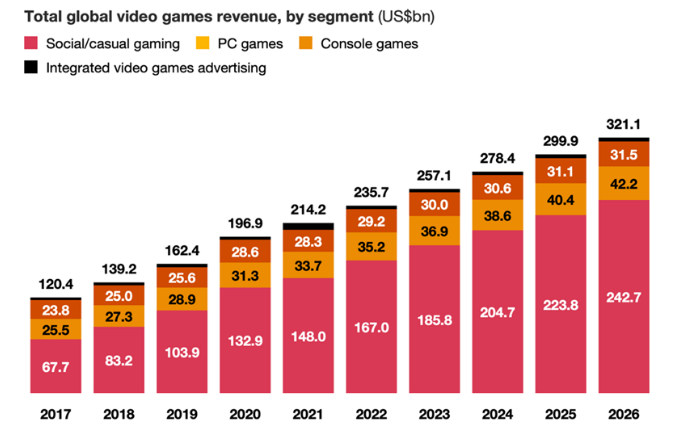 Total global video games revenue, by segment (US$bn)
Social/casual gaming PC games Console games
Integrated video games advertising
321.1
299.9
278.4
257.1
235.7
214.2
196.9
162.4
139.2
120.4
23.8 25.0 25.6 28.6 28.3 29.2 30.0 30.6 31.1 31.5
25.5 27.3 28.9 31.3 33.7 35.2 36.9 38.6 40.4 42.2
67.7 83.2 103.9 132.9 148.0 167.0 185.8 204.7 223.8 242.7
2017 2018 2019 2020 2021 2022 2023 2024 2025 2026